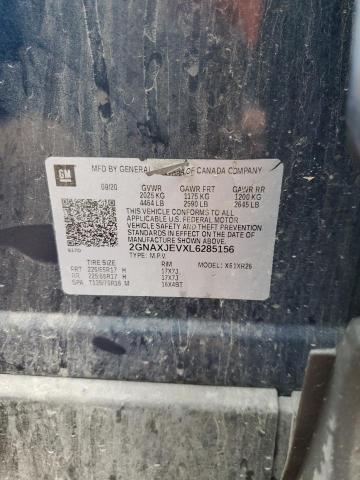 GM
MFD BY GENERAL OF CANADA COMPANY
09/20 GVWR GAWR FRT GAWR RR
2025 KG 1175 KG 1200 KG
4464 LB 2590 LB 2645 LB
THIS VEHICLE CONFORMS TO ALL
APPLICABLE U.S. FEDERAL MOTOR
VEHICLE SAFETY AND THEFT
PREVENTION STANDARDS IN EFFECT ON
THE DATE OF MANUFACTURE SHOWN ABOVE.
2GNAXJEVXL6285156
TYPE: M.P.V. MODEL: X61XR26
TIRE SIZE RIM
FRT 225/65R17 H 17X7J
RR 225/65R17 H 17X7J
SPA T135/70R16 M 16X4BT